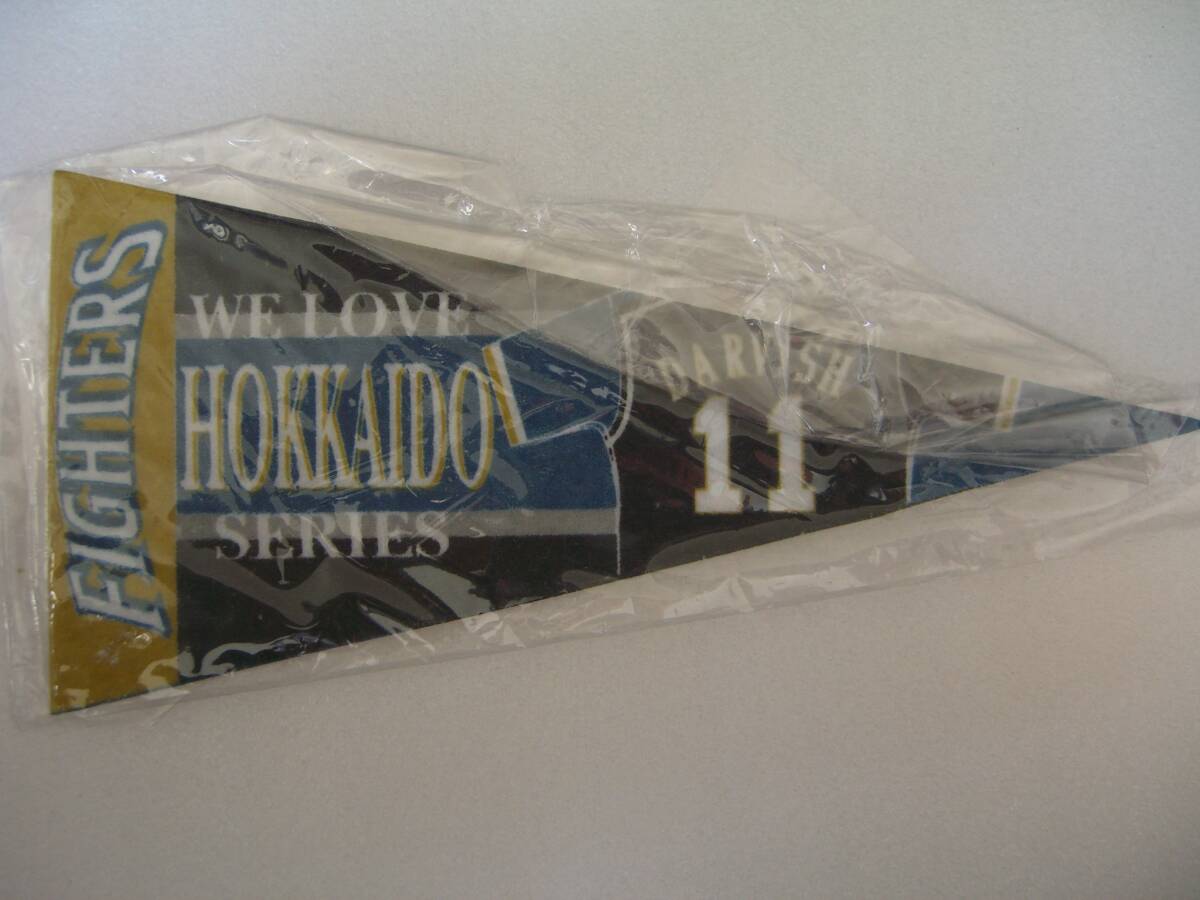 FIGHTERS
WE LOVE
HOKKAIDO
SERIES
DARVISH
11